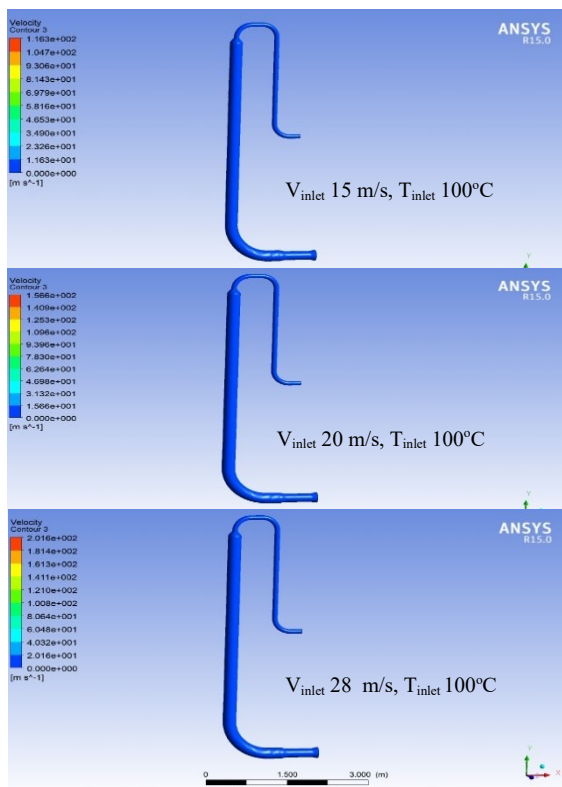 Velocity
Contour 3
ANSYS
R15.0
1.163e+002
1.047e+002
9.306e+001
8.143e+001
6.979e+001
5.816e+001
4.653e+001
3.490e+001
2.326e+001
1.163e+001
0.000e+000
[m s^-1]
Vinlet 15 m/s, Tinlet 100ºC
Y
Velocity
Contour 3
ANSYS
R15.0
1.566e+002
1.409e+002
1.253e+002
1.096e+002
9.396e+001
7.830e+001
6.264e+001
4.698e+001
3.132e+001
1.566e+001
0.000e+000
[m s^-1]
Vinlet 20 m/s, Tinlet 100ºC
Y
Velocity
Contour 3
ANSYS
R15.0
2.016e+002
1.814e+002
1.613e+002
1.411e+002
1.210e+002
1.008e+002
8.064e+001
6.048e+001
4.032e+001
2.016e+001
0.000e+000
[m s^-1]
Vinlet 28 m/s, Tinlet 100ºC
Y
X
0 1.500 3.000 (m)